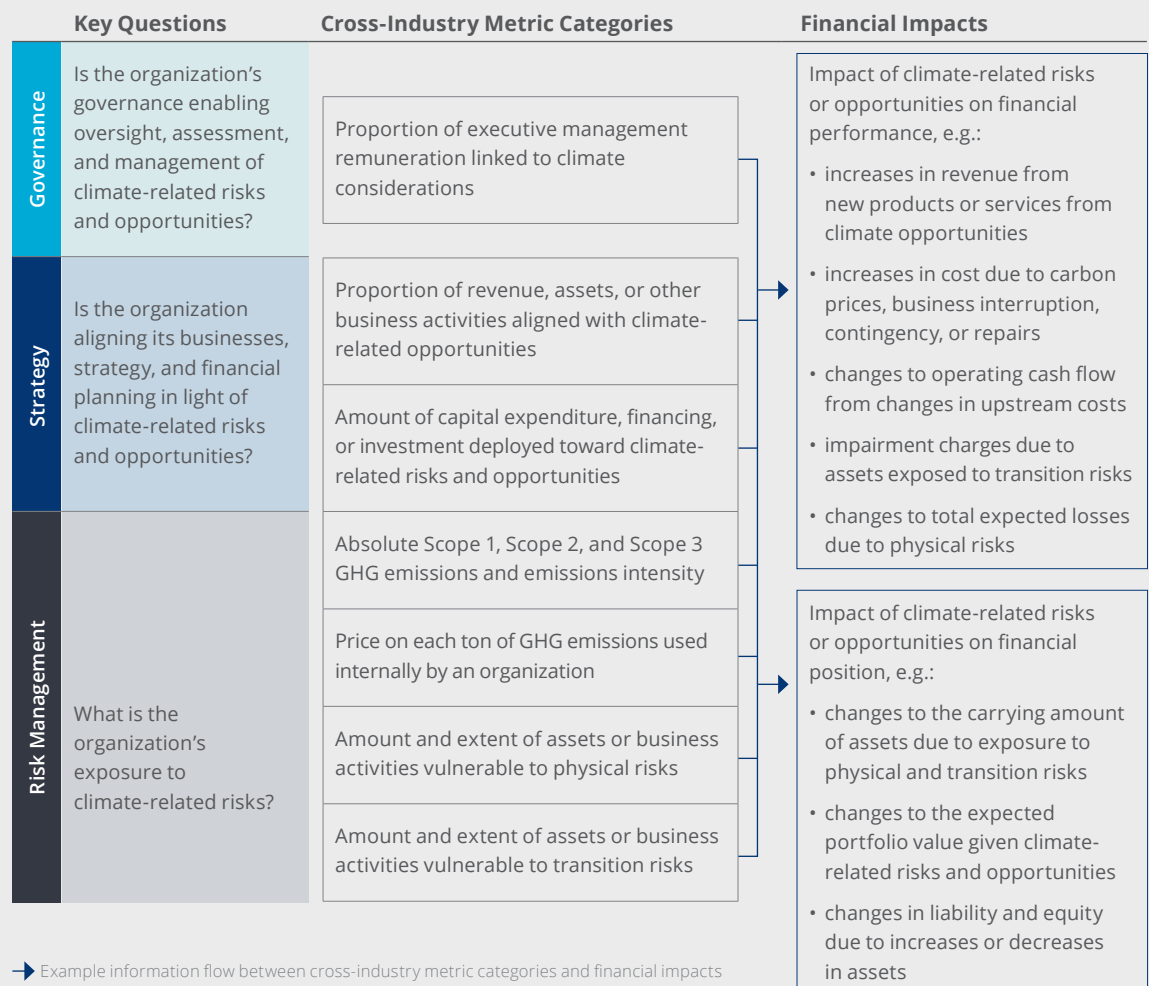 Key Questions
Cross-Industry Metric Categories
Financial Impacts
Governance
Is the organization’s
governance enabling
oversight, assessment,
and management of
climate-related risks
and opportunities?
Proportion of executive management
remuneration linked to climate
considerations
Strategy
Is the organization
aligning its businesses,
strategy, and financial
planning in light of
climate-related risks
and opportunities?
Proportion of revenue, assets, or other
business activities aligned with climate-
related opportunities
Amount of capital expenditure, financing,
or investment deployed toward climate-
related risks and opportunities
Risk Management
What is the
organization’s
exposure to
climate-related risks?
Absolute Scope 1, Scope 2, and Scope 3
GHG emissions and emissions intensity
Price on each ton of GHG emissions used
internally by an organization
Amount and extent of assets or business
activities vulnerable to physical risks
Amount and extent of assets or business
activities vulnerable to transition risks
Impact of climate-related risks
or opportunities on financial
performance, e.g.:
• increases in revenue from
new products or services from
climate opportunities
• increases in cost due to carbon
prices, business interruption,
contingency, or repairs
• changes to operating cash flow
from changes in upstream costs
• impairment charges due to
assets exposed to transition risks
• changes to total expected losses
due to physical risks
Impact of climate-related risks
or opportunities on financial
position, e.g.:
• changes to the carrying amount
of assets due to exposure to
physical and transition risks
• changes to the expected
portfolio value given climate-
related risks and opportunities
• changes in liability and equity
due to increases or decreases
in assets
Example information flow between cross-industry metric categories and financial impacts